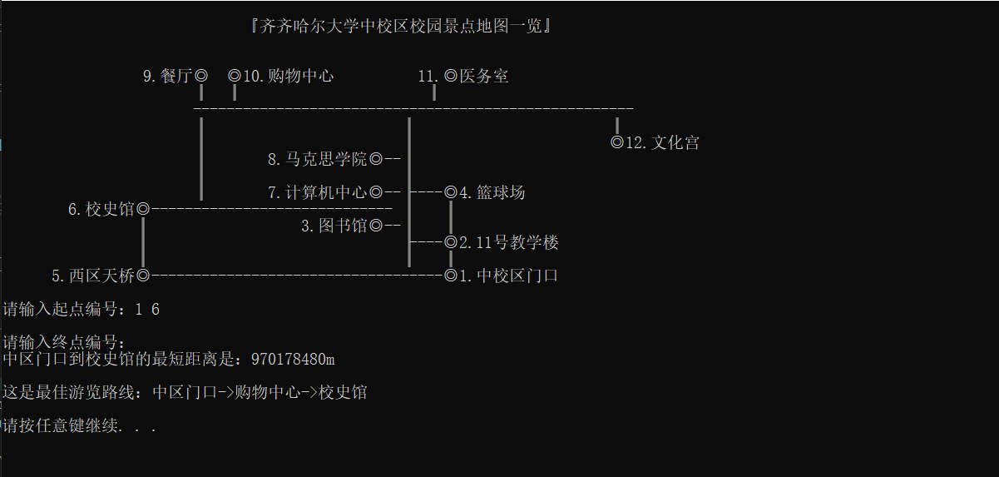 『齐齐哈尔大学中校区校园景点地图一览』
9.餐厅◎ ◎10.购物中心 11.◎医务室
◎12.文化宫
8.马克思学院◎--
7.计算机中心◎-- ----◎4.篮球场
6.校史馆◎-----------------------------
3.图书馆◎--
----◎2.11号教学楼
5.西区天桥◎-----------------------------------◎1.中校区门口
请输入起点编号：1 6
请输入终点编号：
中区门口到校史馆的最短距离是：970178480m
这是最佳游览路线：中区门口->购物中心->校史馆
请按任意键继续. . .